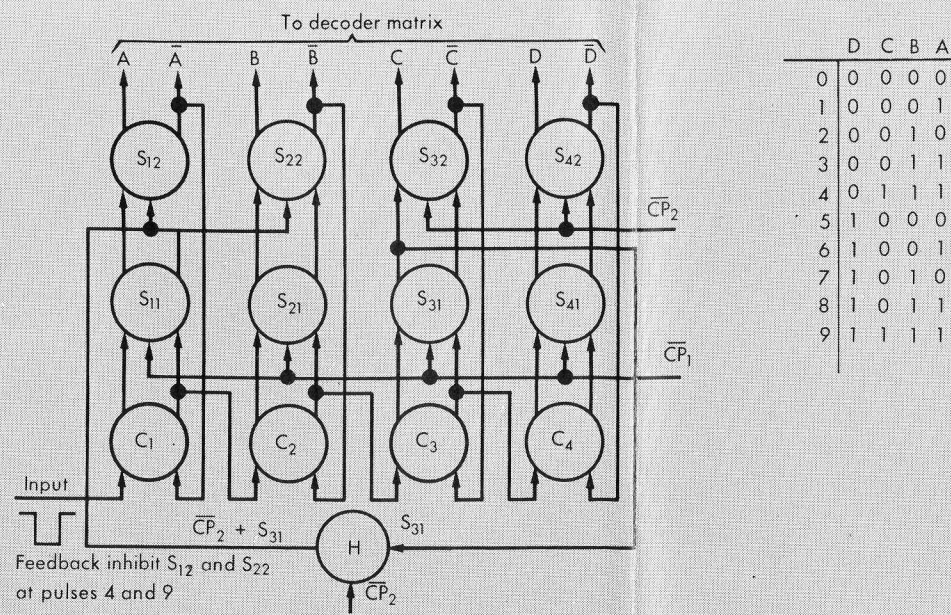 To decoder matrix
A A̅ B B̅ C C̅ D D̅
S12 S22 S32 S42
C̅P̅2
S11 S21 S31 S41
C̅P̅1
C1 C2 C3 C4
Input
C̅P̅2 + S31
H
S31
Feedback inhibit S12 and S22
at pulses 4 and 9
C̅P̅2
D C B A
0 0 0 0 0
1 0 0 0 1
2 0 0 1 0
3 0 0 1 1
4 0 1 1 1
5 1 0 0 0
6 1 0 0 1
7 1 0 1 0
8 1 0 1 1
9 1 1 1 1